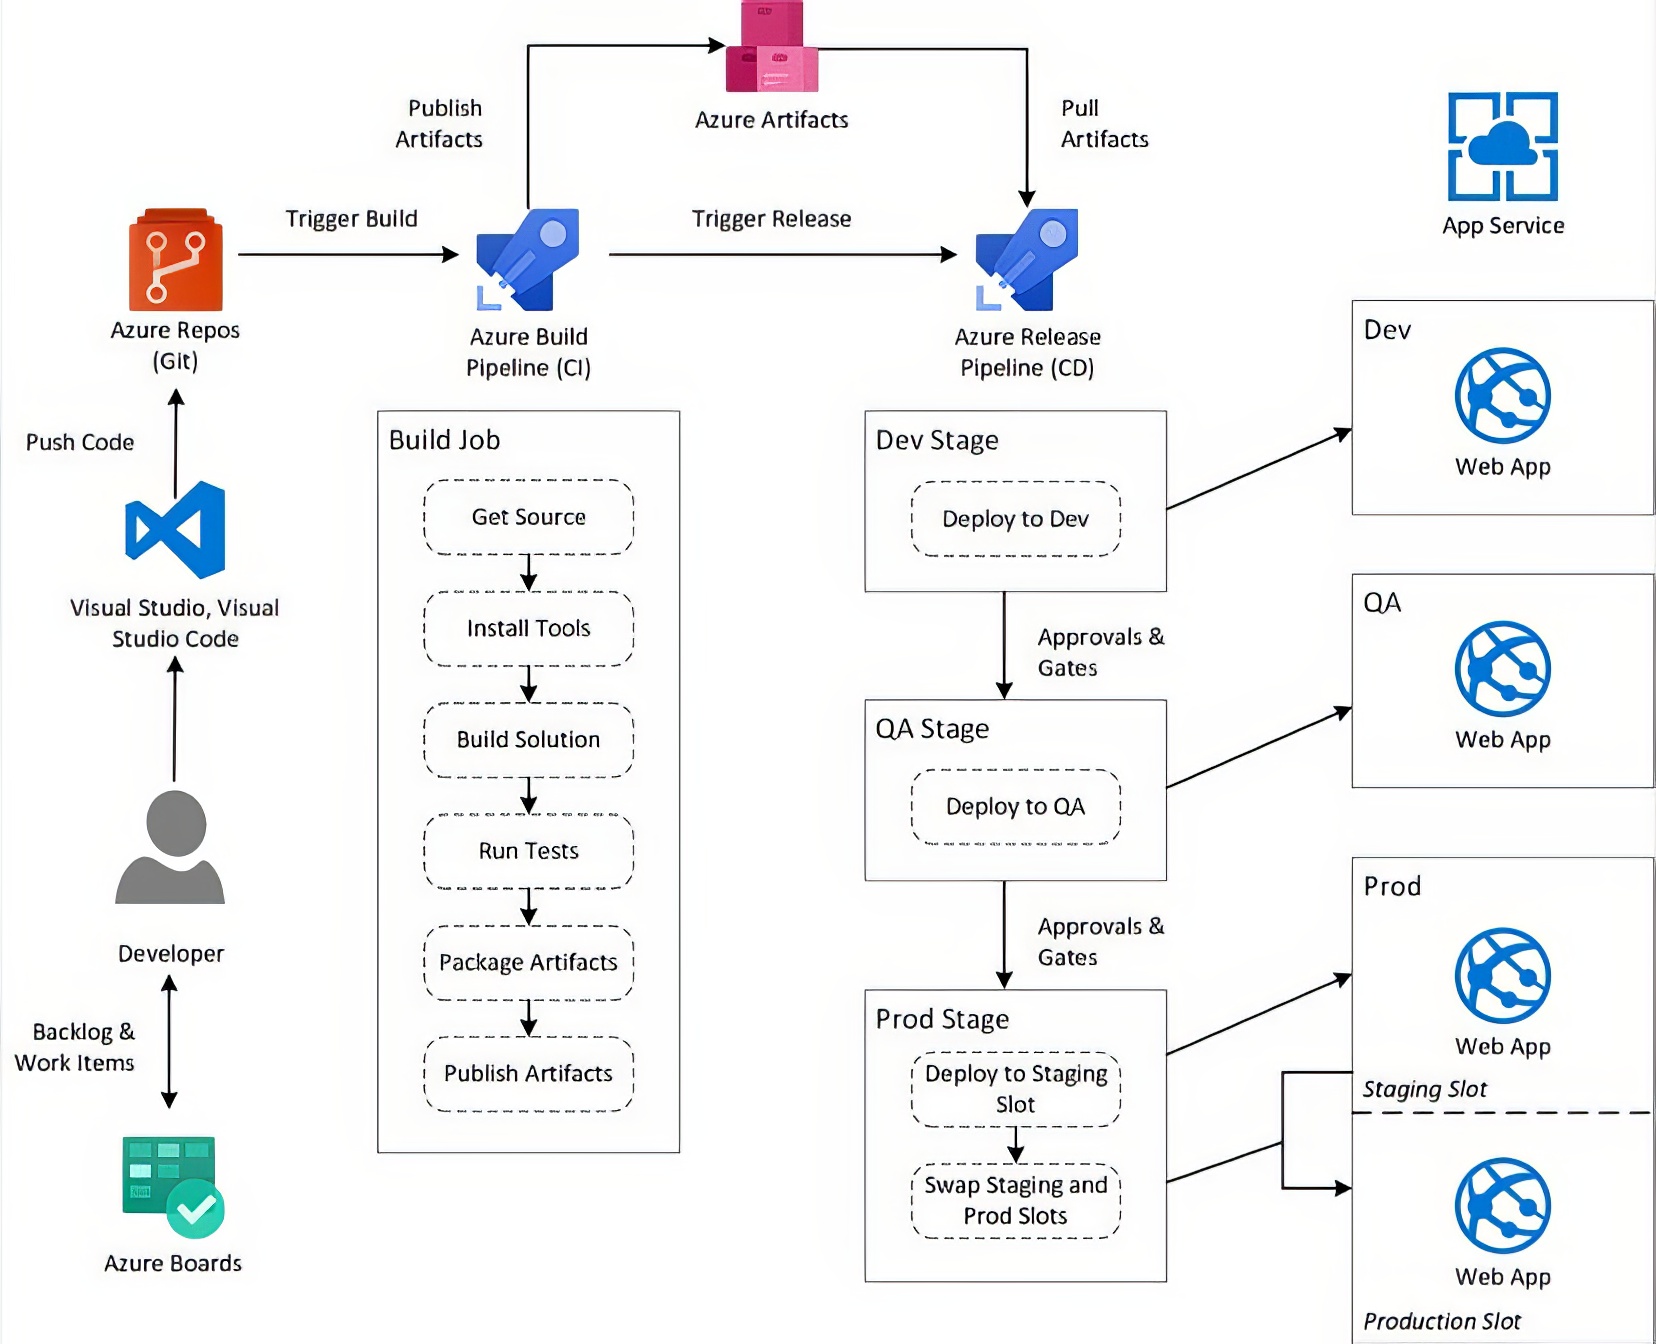 Publish
Artifacts
Azure Artifacts
Pull
Artifacts
App Service
Trigger Build
Trigger Release
Azure Repos
(Git)
Azure Build
Pipeline (CI)
Azure Release
Pipeline (CD)
Push Code
Visual Studio, Visual
Studio Code
Developer
Backlog &
Work Items
Azure Boards
Build Job
Get Source
Install Tools
Build Solution
Run Tests
Package Artifacts
Publish Artifacts
Dev Stage
Deploy to Dev
Approvals &
Gates
QA Stage
Deploy to QA
Approvals &
Gates
Prod Stage
Deploy to Staging
Slot
Swap Staging and
Prod Slots
Dev
Web App
QA
Web App
Prod
Web App
Staging Slot
Web App
Production Slot